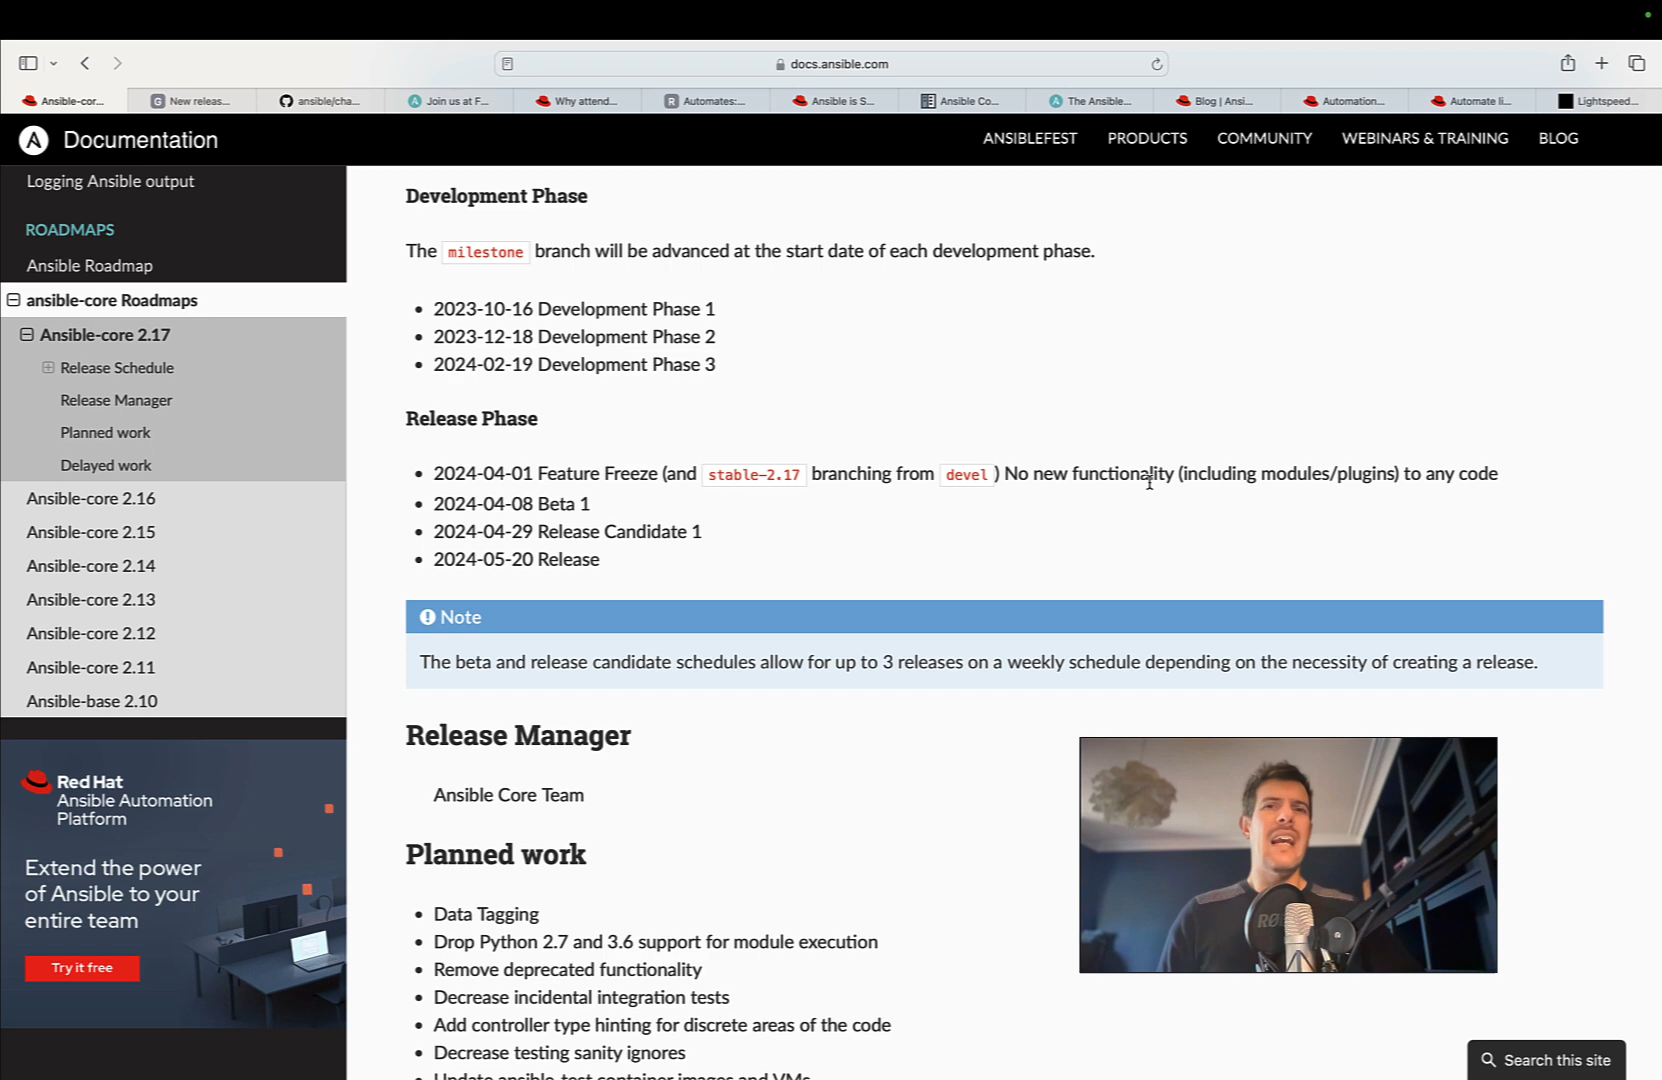 docs.ansible.com
Ansible-cor...
New releas...
ansible/cha...
Join us at F...
Why attend...
Automates:...
Ansible is S...
Ansible Co...
The Ansible...
Blog | Ansi...
Automation...
Automate li...
Lightspeed...
Documentation
ANSIBLEFEST PRODUCTS COMMUNITY WEBINARS & TRAINING BLOG
Logging Ansible output
ROADMAPS
Ansible Roadmap
ansible-core Roadmaps
Ansible-core 2.17
Release Schedule
Release Manager
Planned work
Delayed work
Ansible-core 2.16
Ansible-core 2.15
Ansible-core 2.14
Ansible-core 2.13
Ansible-core 2.12
Ansible-core 2.11
Ansible-base 2.10
Red Hat
Ansible Automation
Platform
Extend the power
of Ansible to your
entire team
Try it free
Development Phase
The milestone branch will be advanced at the start date of each development phase.
2023-10-16 Development Phase 1
2023-12-18 Development Phase 2
2024-02-19 Development Phase 3
Release Phase
2024-04-01 Feature Freeze (and stable-2.17 branching from devel ) No new functionality (including modules/plugins) to any code
2024-04-08 Beta 1
2024-04-29 Release Candidate 1
2024-05-20 Release
Note
The beta and release candidate schedules allow for up to 3 releases on a weekly schedule depending on the necessity of creating a release.
Release Manager
Ansible Core Team
Planned work
Data Tagging
Drop Python 2.7 and 3.6 support for module execution
Remove deprecated functionality
Decrease incidental integration tests
Add controller type hinting for discrete areas of the code
Decrease testing sanity ignores
Update ansible-test container images and VMs
RØ
Search this site